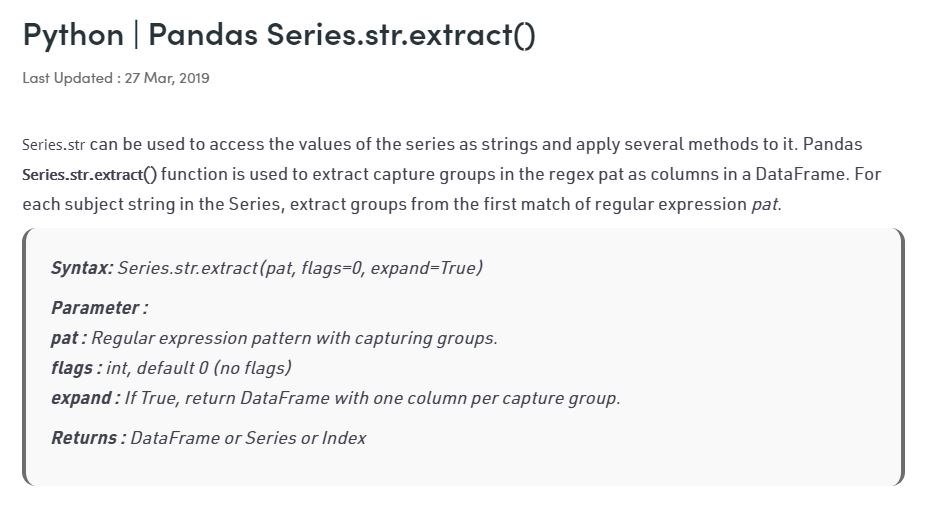 Python | Pandas Series.str.extract()
Last Updated : 27 Mar, 2019
Series.str can be used to access the values of the series as strings and apply several methods to it. Pandas
Series.str.extract() function is used to extract capture groups in the regex pat as columns in a DataFrame. For
each subject string in the Series, extract groups from the first match of regular expression pat.
Syntax: Series.str.extract(pat, flags=0, expand=True)
Parameter :
pat : Regular expression pattern with capturing groups.
flags : int, default 0 (no flags)
expand : If True, return DataFrame with one column per capture group.
Returns : DataFrame or Series or Index